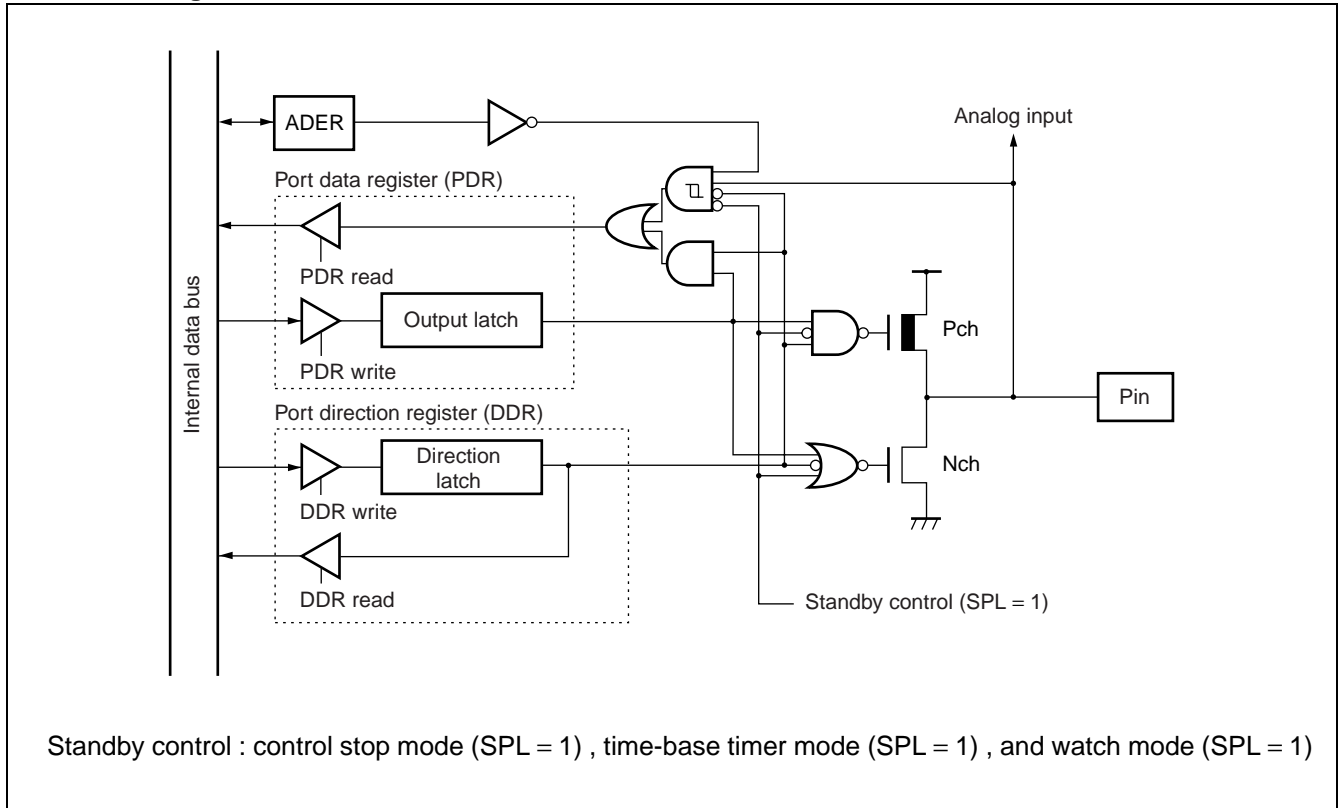 ADER
Analog input
Port data register (PDR)
PDR read
Internal data bus
Output latch
Pch
PDR write
Pin
Port direction register (DDR)
Direction
latch
Nch
DDR write
DDR read
Standby control (SPL = 1)
Standby control : control stop mode (SPL = 1) , time-base timer mode (SPL = 1) , and watch mode (SPL = 1)